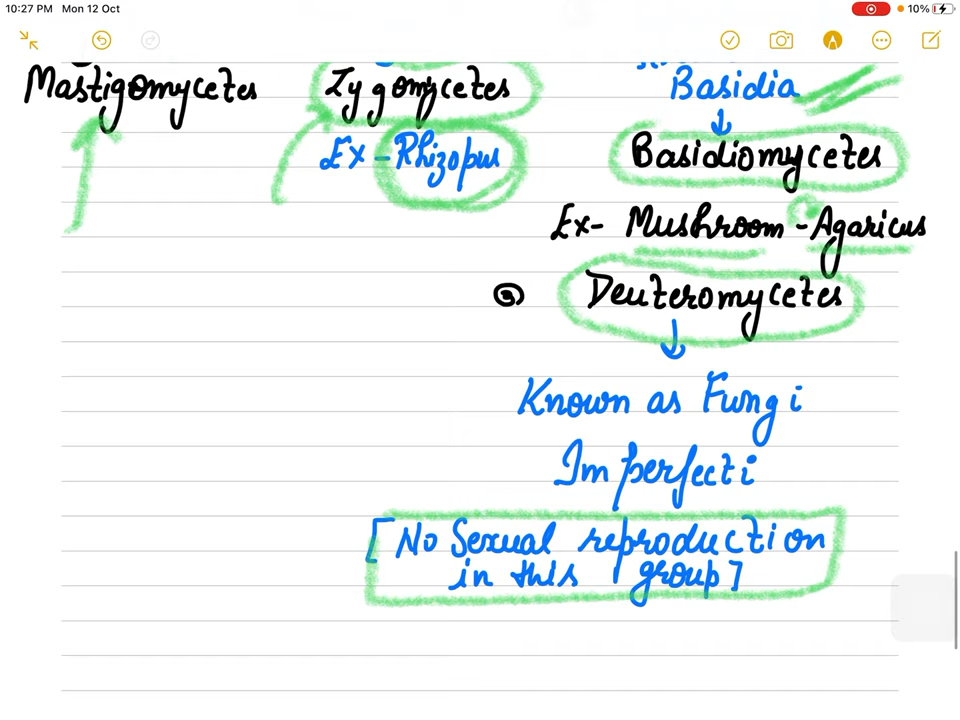 10:27 PM Mon 12 Oct 10%
Mastigomycetes Zygomycetes Basidia
Ex - Rhizopus Basidiomycetes
Ex- Mushroom - Agaricus
Deuteromycetes
Known as Fungi
Imperfecti
[No Sexual reproduction
in this group]